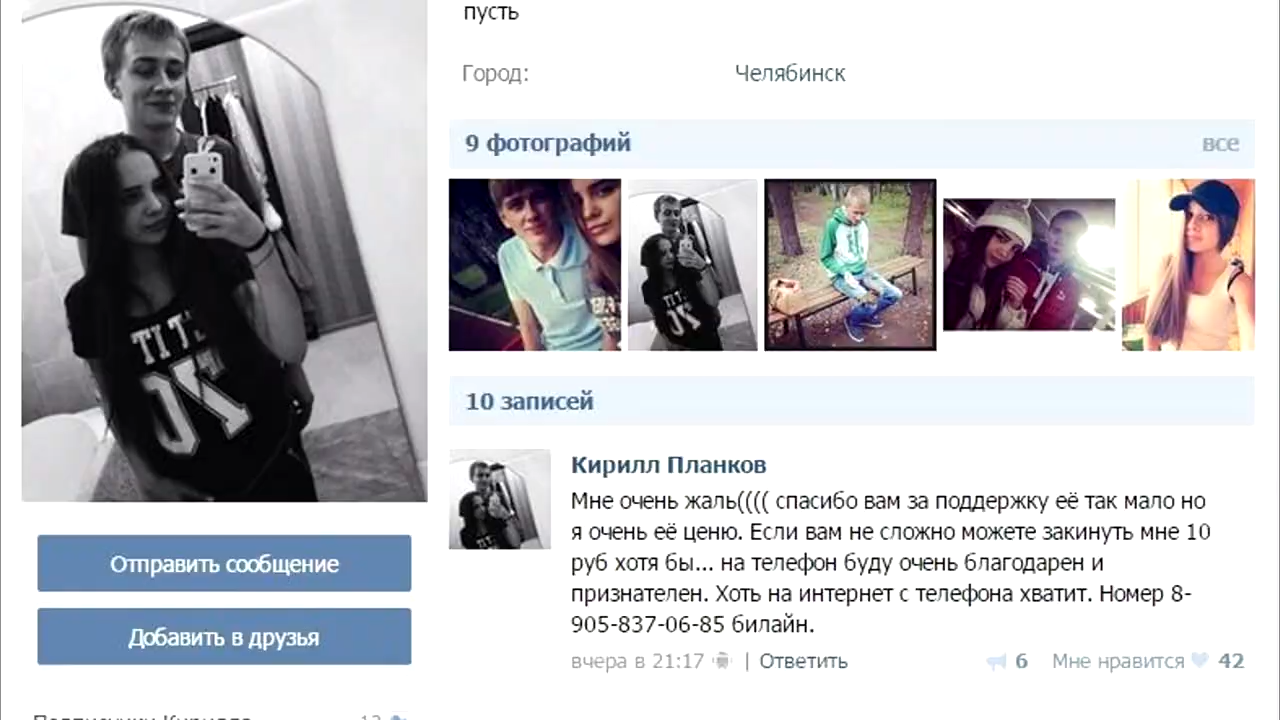 пусть
Город: Челябинск
9 фотографий все
10 записей
Кирилл Планков
Мне очень жаль(((( спасибо вам за поддержку её так мало но
я очень её ценю. Если вам не сложно можете закинуть мне 10
руб хотя бы... на телефон буду очень благодарен и
признателен. Хоть на интернет с телефона хватит. Номер 8-
905-837-06-85 билайн.
вчера в 21:17 | Ответить 6 Мне нравится 42
Отправить сообщение
Добавить в друзья